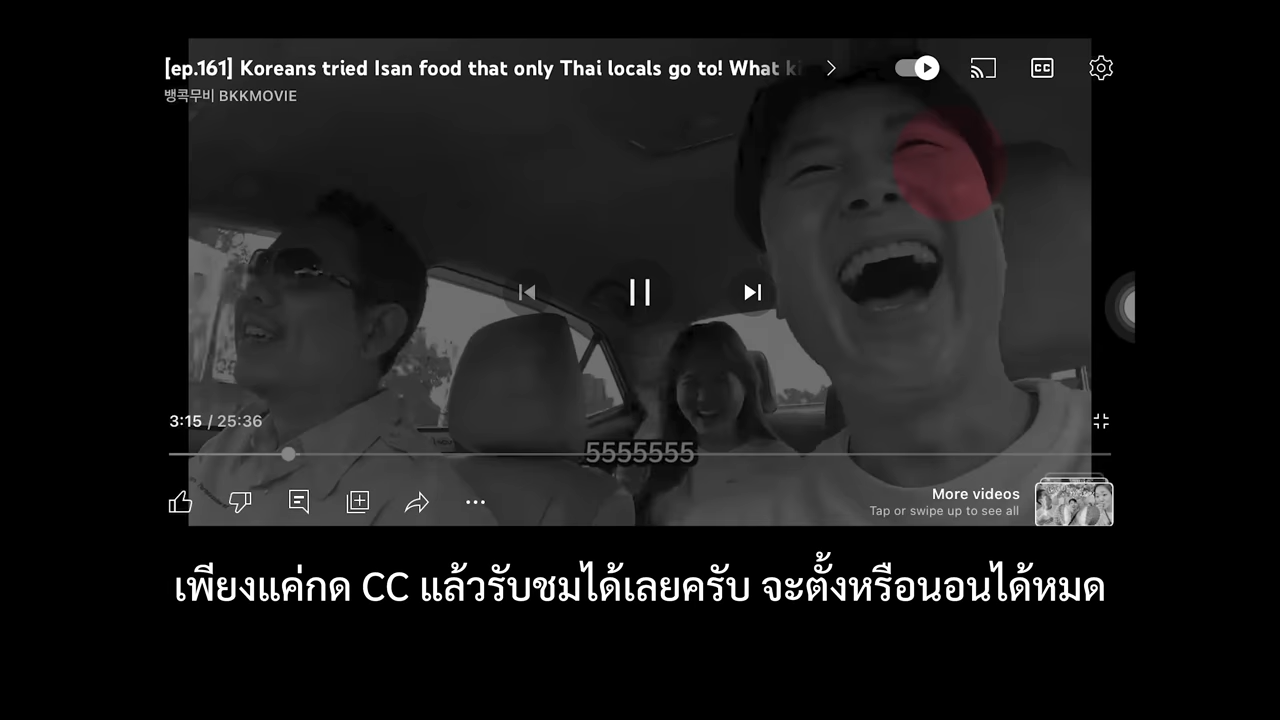 [ep.161] Koreans tried Isan food that only Thai locals go to! What ki
뱅콕무비 BKKMOVIE
3:15 / 25:36
5555555
More videos
Tap or swipe up to see all
เพียงแค่กด CC แล้วรับชมได้เลยครับ จะตั้งหรือนอนได้หมด